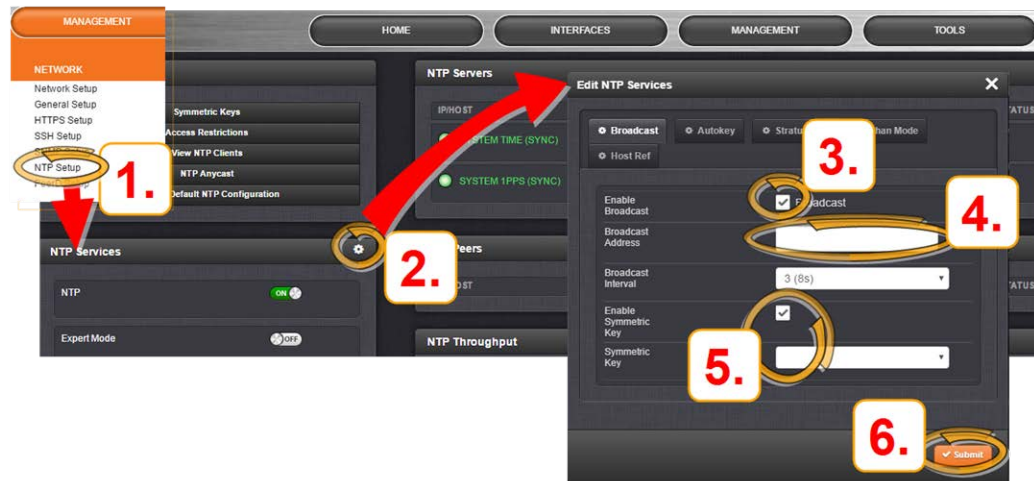 MANAGEMENT
HOME
INTERFACES
MANAGEMENT
TOOLS
NETWORK
Network Setup
General Setup
HTTPS Setup
SSH Setup
NTP Setup
1.
Symmetric Keys
Access Restrictions
View NTP Clients
NTP Anycast
Default NTP Configuration
NTP Services
2.
NTP
ON
Expert Mode
OFF
NTP Servers
IP/HOST
SYSTEM TIME (SYNC)
SYSTEM 1PPS (SYNC)
Peers
NTP Throughput
Edit NTP Services
Broadcast
Autokey
Mode
Host Ref
3.
Enable
Broadcast
Broadcast
Address
4.
Broadcast
Interval
3 (8s)
Enable
Symmetric
Key
Symmetric
Key
5.
6.
Submit